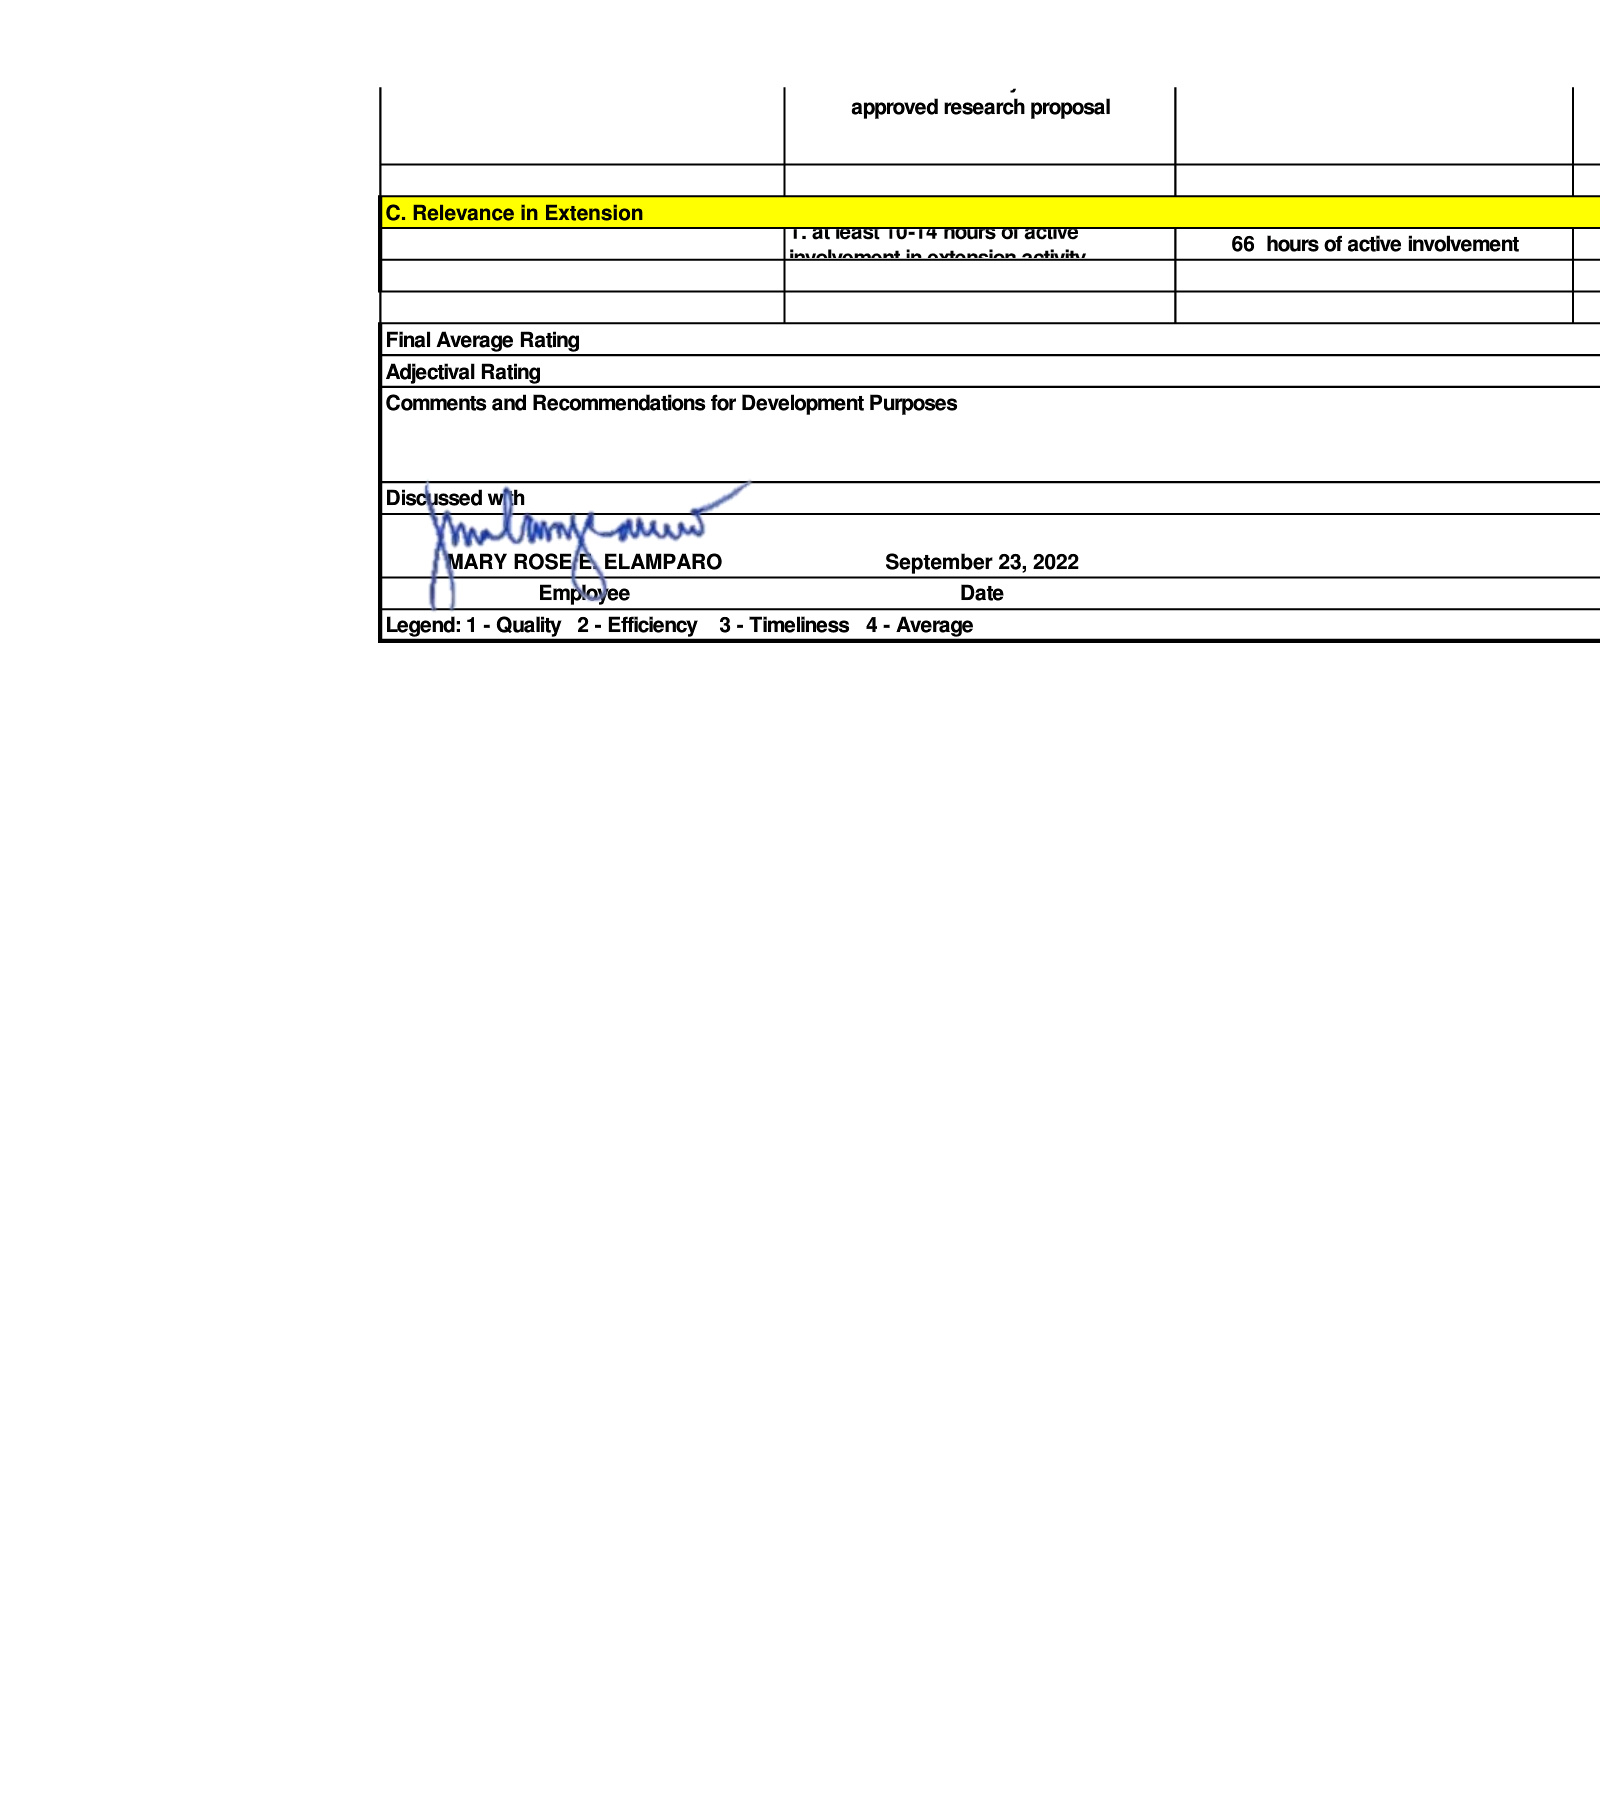 approved research proposal
C. Relevance in Extension
1. at least 10-14 hours of active
involvement in extension activity
66 hours of active involvement
Final Average Rating
Adjectival Rating
Comments and Recommendations for Development Purposes
Discussed with
MARY ROSE E. ELAMPARO September 23, 2022
Employee Date
Legend: 1 - Quality 2 - Efficiency 3 - Timeliness 4 - Average